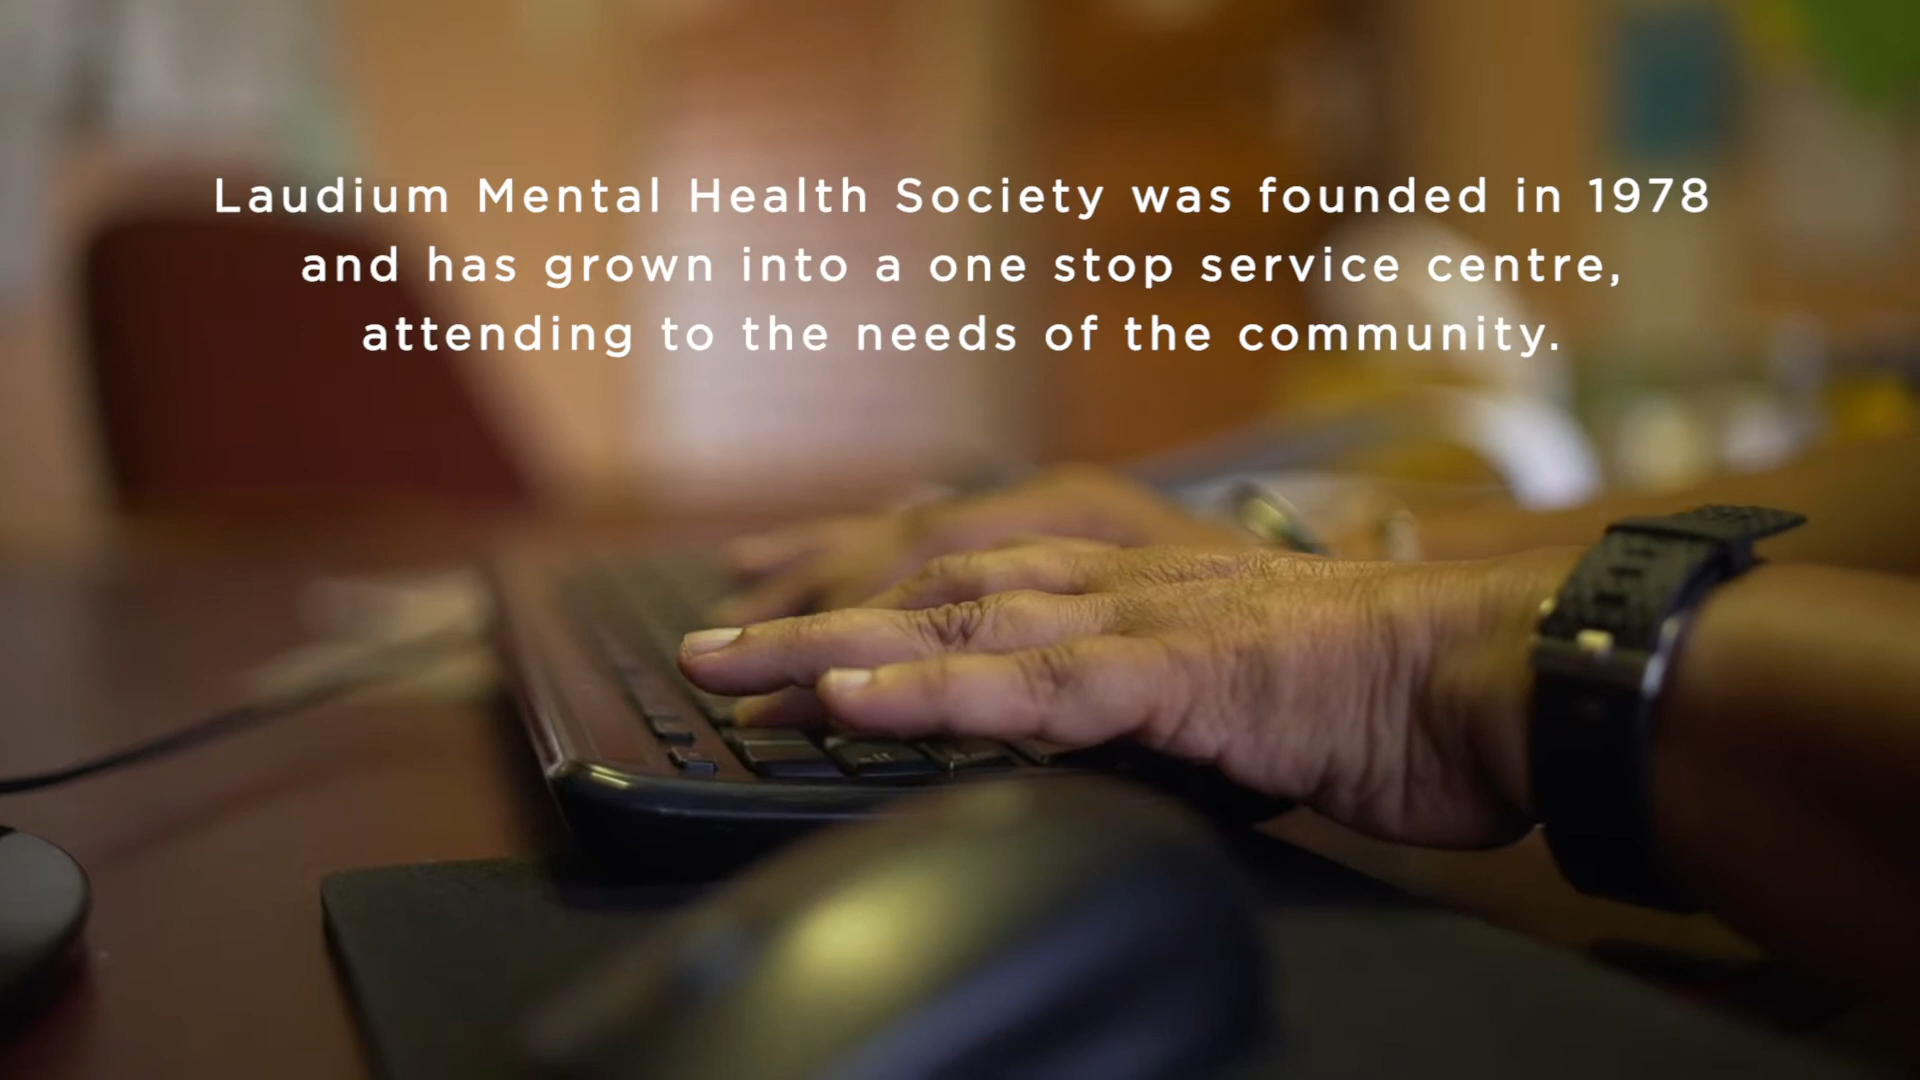 Laudium Mental Health Society was founded in 1978
and has grown into a one stop service centre,
attending to the needs of the community.